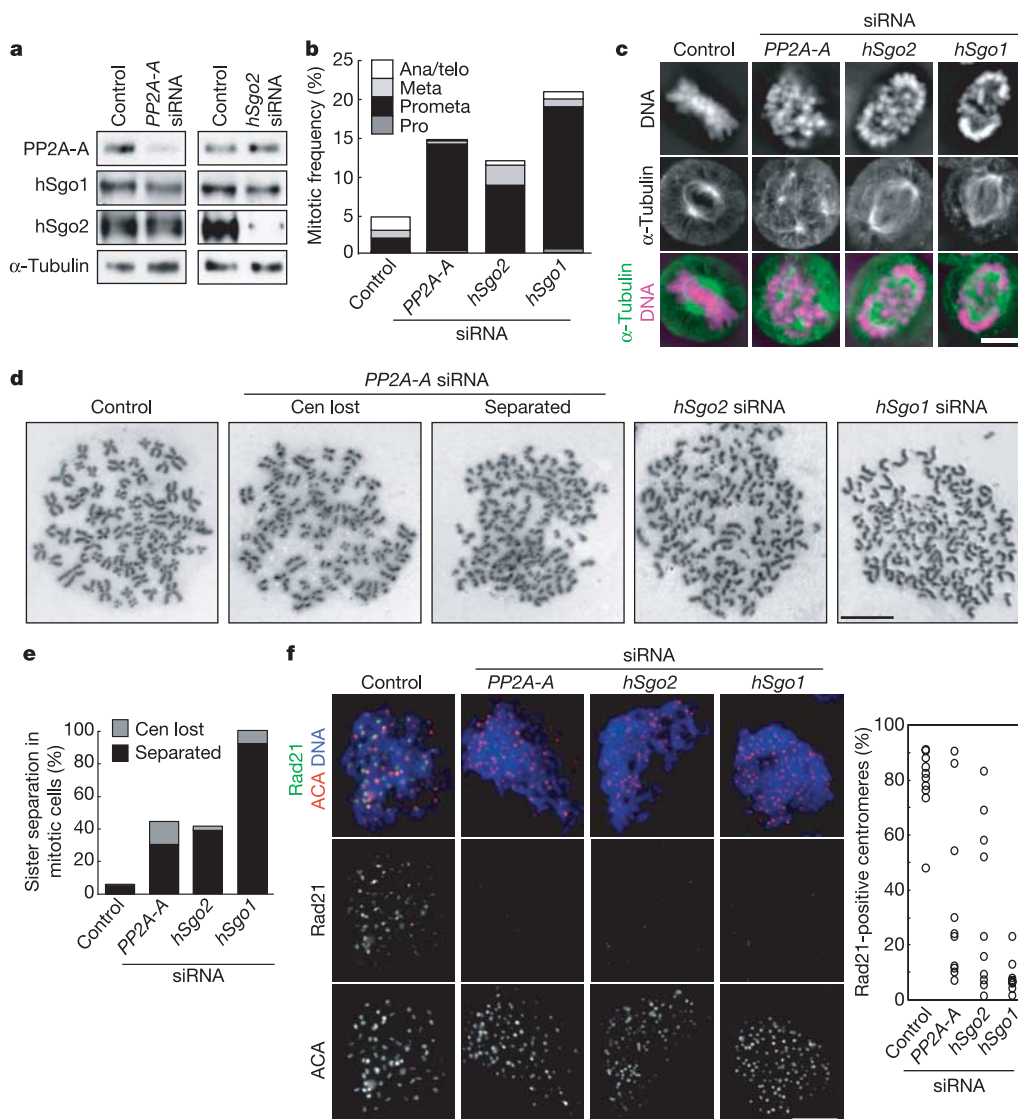 a
Control
PP2A-A
siRNA
Control
hSgo2
siRNA
PP2A-A
hSgo1
hSgo2
α-Tubulin
b
Mitotic frequency (%)
25
20
15
10
5
0
Ana/telo
Meta
Prometa
Pro
Control
PP2A-A
hSgo2
hSgo1
siRNA
c
siRNA
Control
PP2A-A
hSgo2
hSgo1
DNA
α-Tubulin
α-Tubulin
DNA
d
PP2A-A siRNA
Control
Cen lost
Separated
hSgo2 siRNA
hSgo1 siRNA
e
Sister separation in
mitotic cells (%)
100
80
60
40
20
0
Cen lost
Separated
Control
PP2A-A
hSgo2
hSgo1
siRNA
f
siRNA
Control
PP2A-A
hSgo2
hSgo1
Rad21
ACA DNA
Rad21
ACA
Rad21-positive centromeres (%)
100
80
60
40
20
0
Control
PP2A-A
hSgo2
hSgo1
siRNA